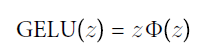 GELU(z) = zΦ(z)